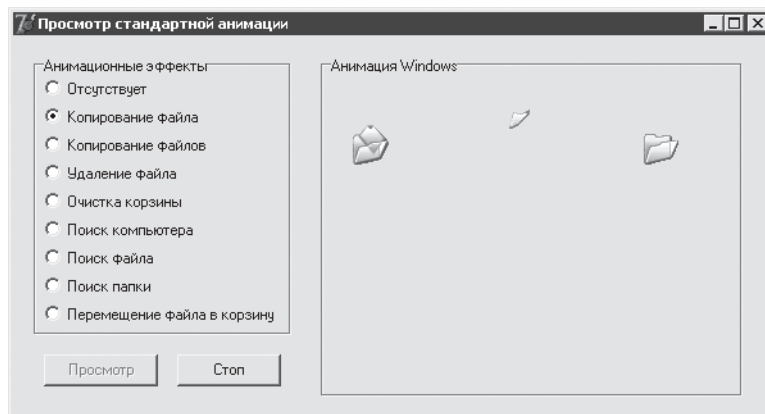 Просмотр стандартной анимации
Анимационные эффекты
Отсутствует
Копирование файла
Копирование файлов
Удаление файла
Очистка корзины
Поиск компьютера
Поиск файла
Поиск папки
Перемещение файла в корзину
Просмотр
Стоп
Анимация Windows